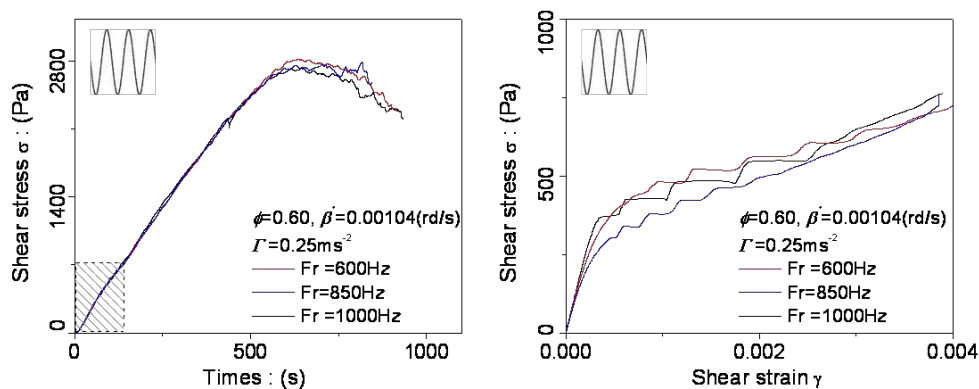 Shear stress σ : (Pa)
2800
1400
0
ϕ=0.60, β̇=0.00104(rd/s)
Γ=0.25ms⁻²
Fr =600Hz
Fr=850Hz
Fr =1000Hz
0 500 1000
Times : (s)
Shear stress σ : (Pa)
1000
500
0
ϕ=0.60, β̇=0.00104(rd/s)
Γ=0.25ms⁻²
Fr =600Hz
Fr=850Hz
Fr =1000Hz
0.000 0.002 0.004
Shear strain γ